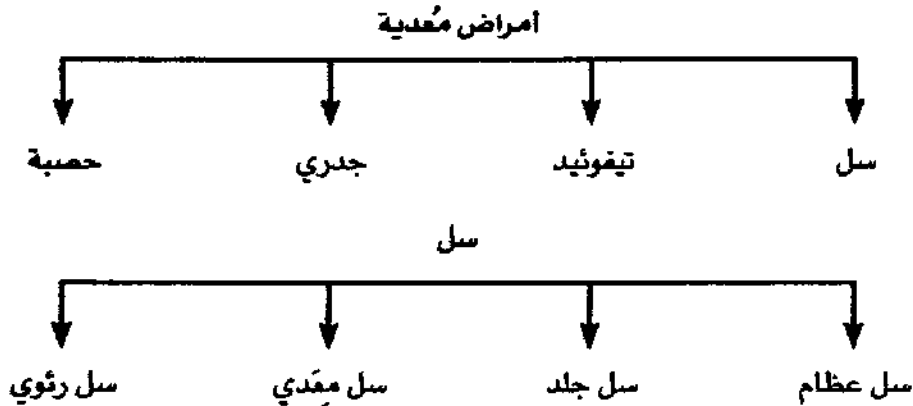 أمراض مُعدية
سل تيفوئيد جدري حصبة
سل
سل عظام سل جلد سل معَدي سل رئوي